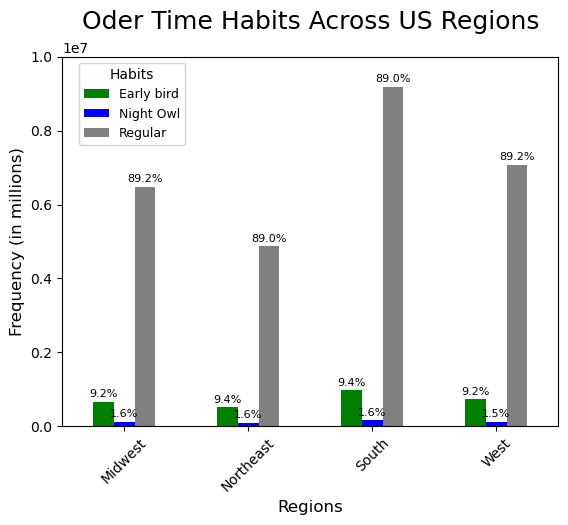 Oder Time Habits Across US Regions
1e7
Habits
Early bird
Night Owl
Regular
Frequency (in millions)
1.0
0.8
0.6
0.4
0.2
0.0
9.2%
1.6%
89.2%
9.4%
1.6%
89.0%
9.4%
1.6%
89.0%
9.2%
1.5%
89.2%
Midwest
Northeast
South
West
Regions